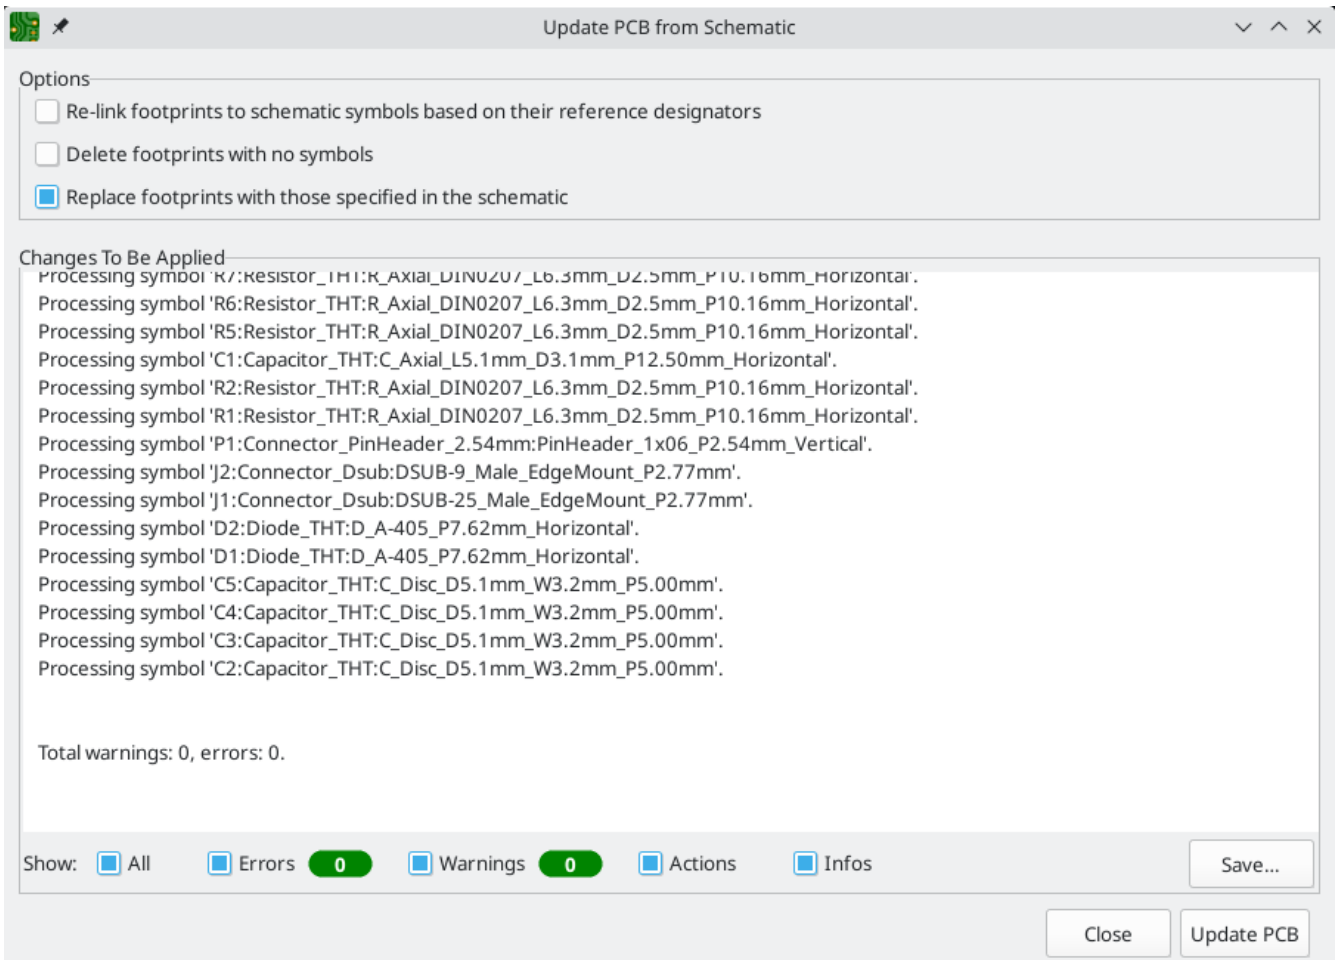 Update PCB from Schematic
Options
Re-link footprints to schematic symbols based on their reference designators
Delete footprints with no symbols
Replace footprints with those specified in the schematic
Changes To Be Applied
Processing symbol 'R7:Resistor_THT:R_Axial_DIN0207_L6.3mm_D2.5mm_P10.16mm_Horizontal'.
Processing symbol 'R6:Resistor_THT:R_Axial_DIN0207_L6.3mm_D2.5mm_P10.16mm_Horizontal'.
Processing symbol 'R5:Resistor_THT:R_Axial_DIN0207_L6.3mm_D2.5mm_P10.16mm_Horizontal'.
Processing symbol 'C1:Capacitor_THT:C_Axial_L5.1mm_D3.1mm_P12.50mm_Horizontal'.
Processing symbol 'R2:Resistor_THT:R_Axial_DIN0207_L6.3mm_D2.5mm_P10.16mm_Horizontal'.
Processing symbol 'R1:Resistor_THT:R_Axial_DIN0207_L6.3mm_D2.5mm_P10.16mm_Horizontal'.
Processing symbol 'P1:Connector_PinHeader_2.54mm:PinHeader_1x06_P2.54mm_Vertical'.
Processing symbol 'J2:Connector_Dsub:DSUB-9_Male_EdgeMount_P2.77mm'.
Processing symbol 'J1:Connector_Dsub:DSUB-25_Male_EdgeMount_P2.77mm'.
Processing symbol 'D2:Diode_THT:D_A-405_P7.62mm_Horizontal'.
Processing symbol 'D1:Diode_THT:D_A-405_P7.62mm_Horizontal'.
Processing symbol 'C5:Capacitor_THT:C_Disc_D5.1mm_W3.2mm_P5.00mm'.
Processing symbol 'C4:Capacitor_THT:C_Disc_D5.1mm_W3.2mm_P5.00mm'.
Processing symbol 'C3:Capacitor_THT:C_Disc_D5.1mm_W3.2mm_P5.00mm'.
Processing symbol 'C2:Capacitor_THT:C_Disc_D5.1mm_W3.2mm_P5.00mm'.
Total warnings: 0, errors: 0.
Show: All Errors 0 Warnings 0 Actions Infos Save...
Close Update PCB